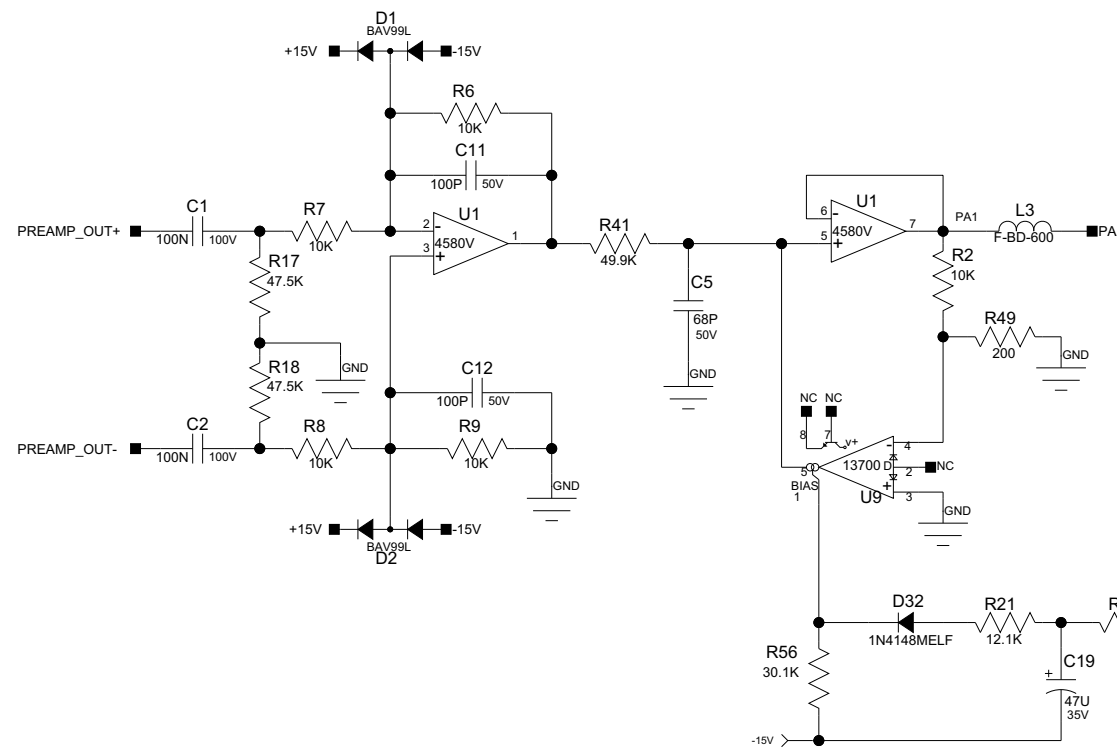 D1
BAV99L
+15V
-15V
R6
10K
C11
100P
50V
C1
100N
100V
R7
10K
PREAMP_OUT+
2
-
3
+
U1
4580V
1
R41
49.9K
6
-
5
+
U1
4580V
7
PA1
L3
F-BD-600
PA
R17
47.5K
GND
R18
47.5K
C5
68P
50V
GND
R2
10K
R49
200
GND
C2
100N
100V
R8
10K
PREAMP_OUT-
C12
100P
50V
R9
10K
GND
+15V
-15V
BAV99L
D2
NC
NC
8
7
v+
4
-
5
13700
D
2
NC
BIAS
1
+
U9
3
GND
D32
1N4148MELF
R21
12.1K
R
R56
30.1K
C19
+
47U
35V
-15V